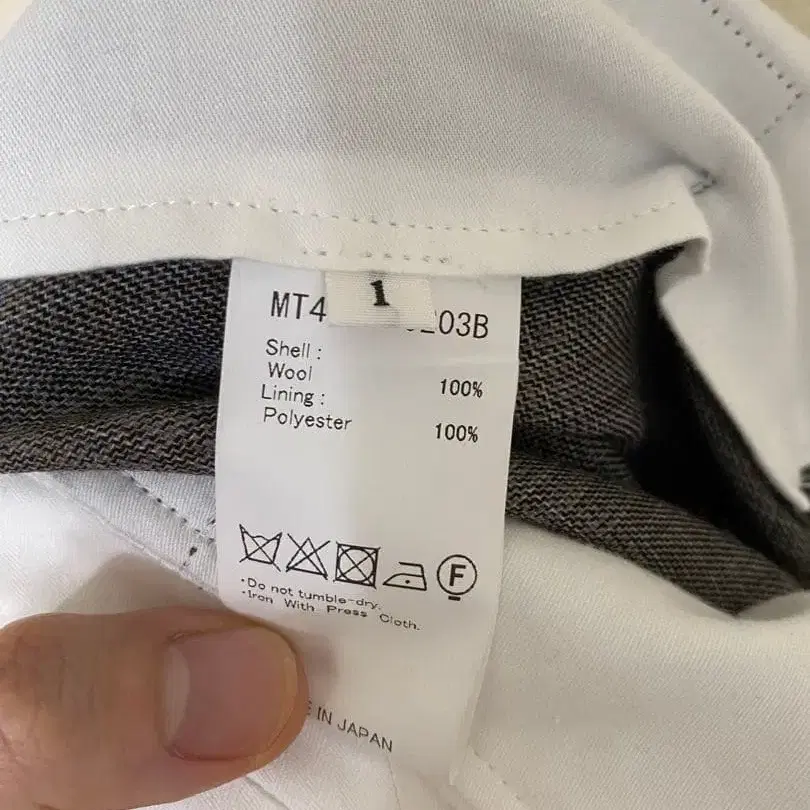 1
MT4 203B
Shell :
Wool 100%
Lining :
Polyester 100%
F
・Do not tumble-dry.
・Iron With Press Cloth.
IN JAPAN